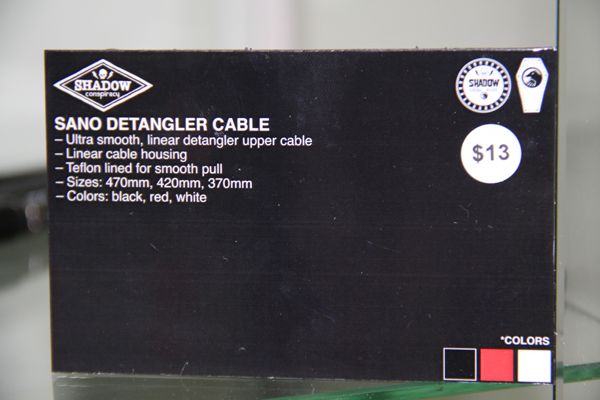 SHADOW
conspiracy
SHADOW
SANO DETANGLER CABLE
– Ultra smooth, linear detangler upper cable
– Linear cable housing
– Teflon lined for smooth pull
– Sizes: 470mm, 420mm, 370mm
– Colors: black, red, white
$13
*COLORS